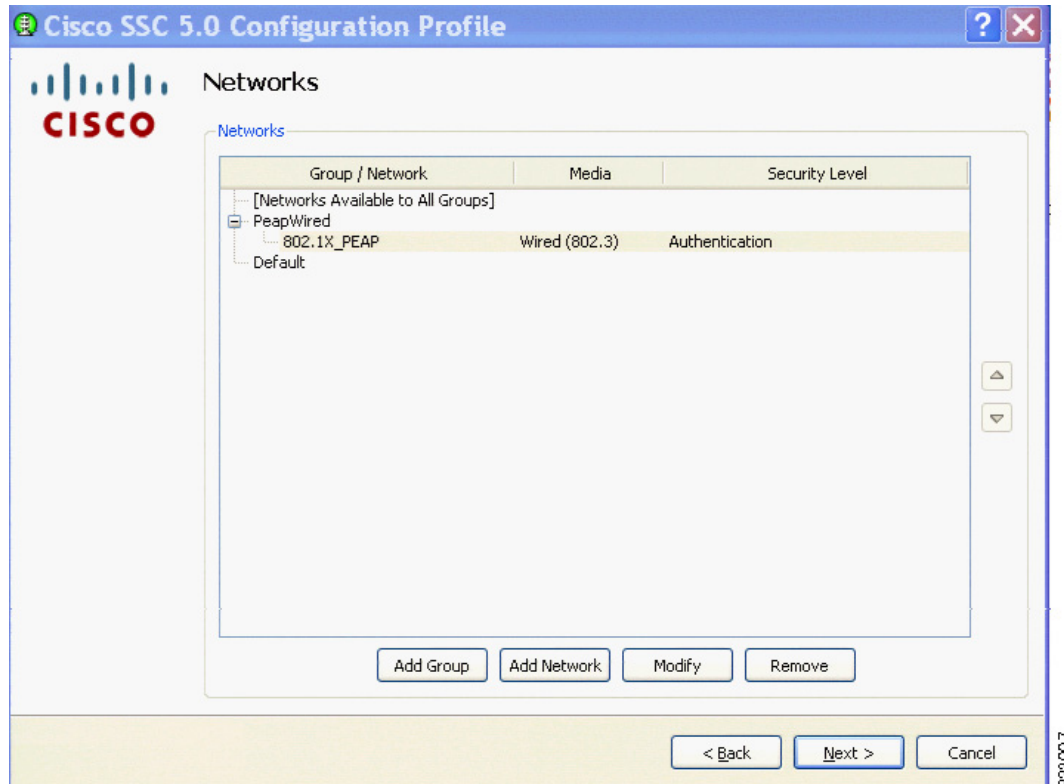 Cisco SSC 5.0 Configuration Profile
CISCO
Networks
Networks
Group / Network Media Security Level
[Networks Available to All Groups]
PeapWired
802.1X_PEAP Wired (802.3) Authentication
Default
Add Group Add Network Modify Remove
< Back Next > Cancel